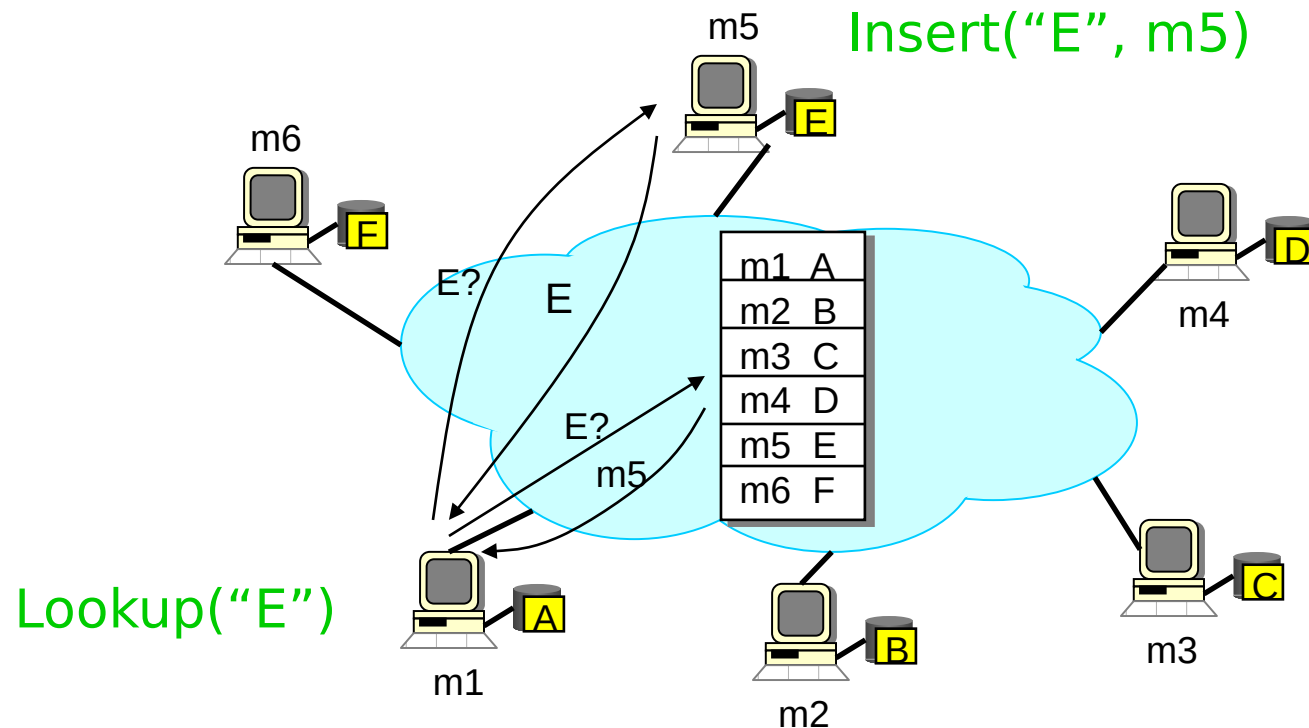 m5
Insert(“E”, m5)
E
m6
F
D
m4
E?
E
m1 A
m2 B
m3 C
m4 D
m5 E
m6 F
E?
m5
Lookup(“E”)
A
m1
B
m2
C
m3